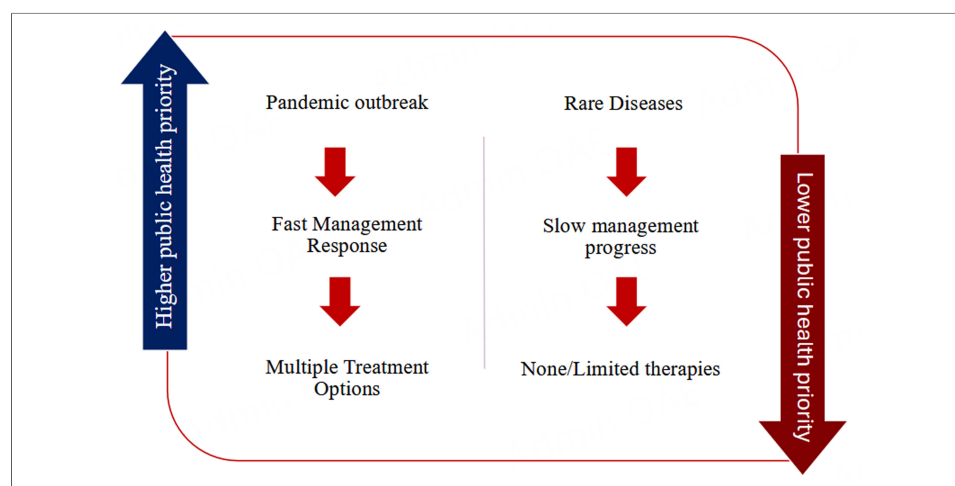 Higher public health priority
Pandemic outbreak
Fast Management
Response
Multiple Treatment
Options
Rare Diseases
Slow management
progress
None/Limited therapies
Lower public health priority